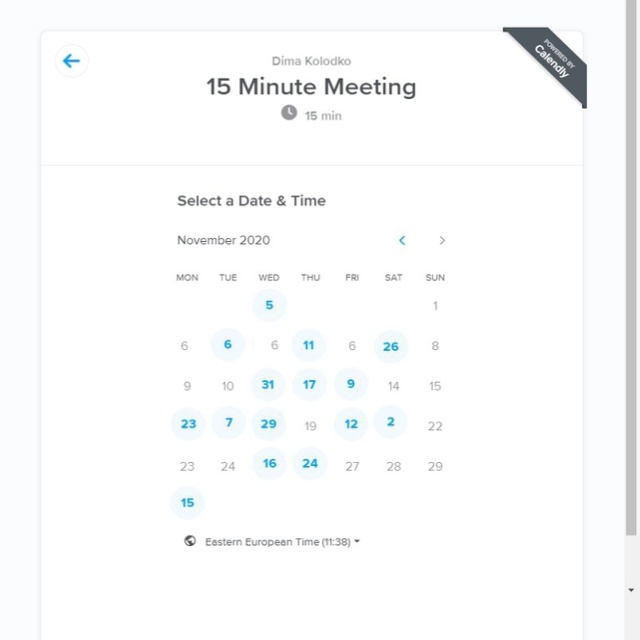 POWERED BY
Calendly
Dima Kolodko
15 Minute Meeting
15 min
Select a Date & Time
November 2020
MON TUE WED THU FRI SAT SUN
5 1
6 6 6 11 6 26 8
9 10 31 17 9 14 15
23 7 29 19 12 2 22
23 24 16 24 27 28 29
15
Eastern European Time (11:38)